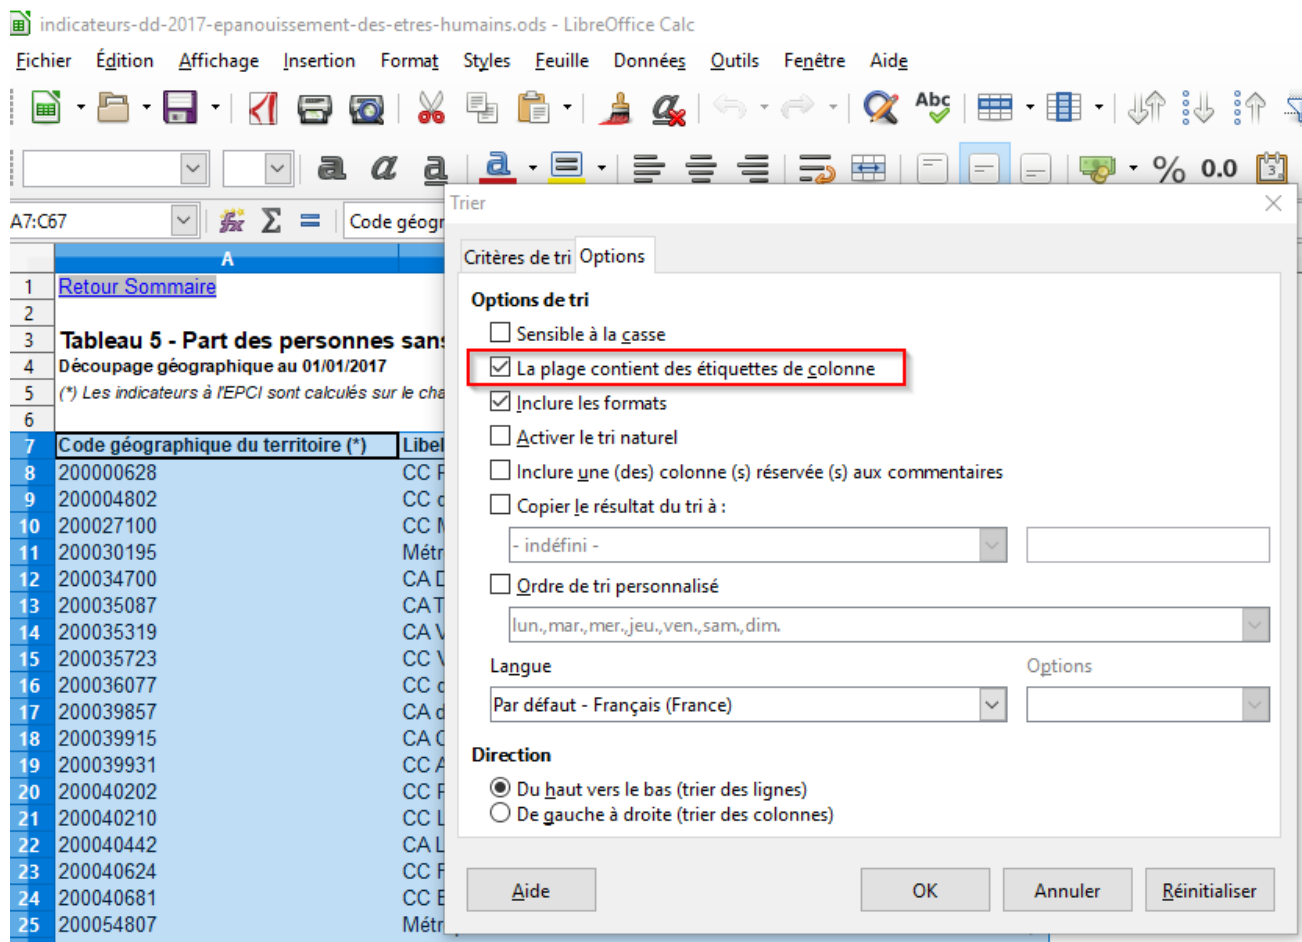 indicateurs-dd-2017-epanouissement-des-etres-humains.ods - LibreOffice Calc
Fichier Édition Affichage Insertion Format Styles Feuille Données Outils Fenêtre Aide
Abc
a a a a % 0.0 3
A7:C67 fx Σ = Code géogr
Trier
Critères de tri Options
A
1 Retour Sommaire
2
3 Tableau 5 - Part des personnes sans
4 Découpage géographique au 01/01/2017
5 (*) Les indicateurs à l'EPCI sont calculés sur le cha
6
7 Code géographique du territoire (*) Libel
8 200000628 CC
9 200004802 CC
10 200027100 CC
11 200030195 Métr
12 200034700 CA
13 200035087 CA T
14 200035319 CA V
15 200035723 CC V
16 200036077 CC
17 200039857 CA d
18 200039915 CA
19 200039931 CC A
20 200040202 CC
21 200040210 CC L
22 200040442 CA L
23 200040624 CC
24 200040681 CC
25 200054807 Métr
Options de tri
Sensible à la casse
La plage contient des étiquettes de colonne
Inclure les formats
Activer le tri naturel
Inclure une (des) colonne (s) réservée (s) aux commentaires
Copier le résultat du tri à :
- indéfini -
Ordre de tri personnalisé
lun.,mar.,mer.,jeu.,ven.,sam.,dim.
Langue Options
Par défaut - Français (France)
Direction
Du haut vers le bas (trier des lignes)
De gauche à droite (trier des colonnes)
Aide OK Annuler Réinitialiser